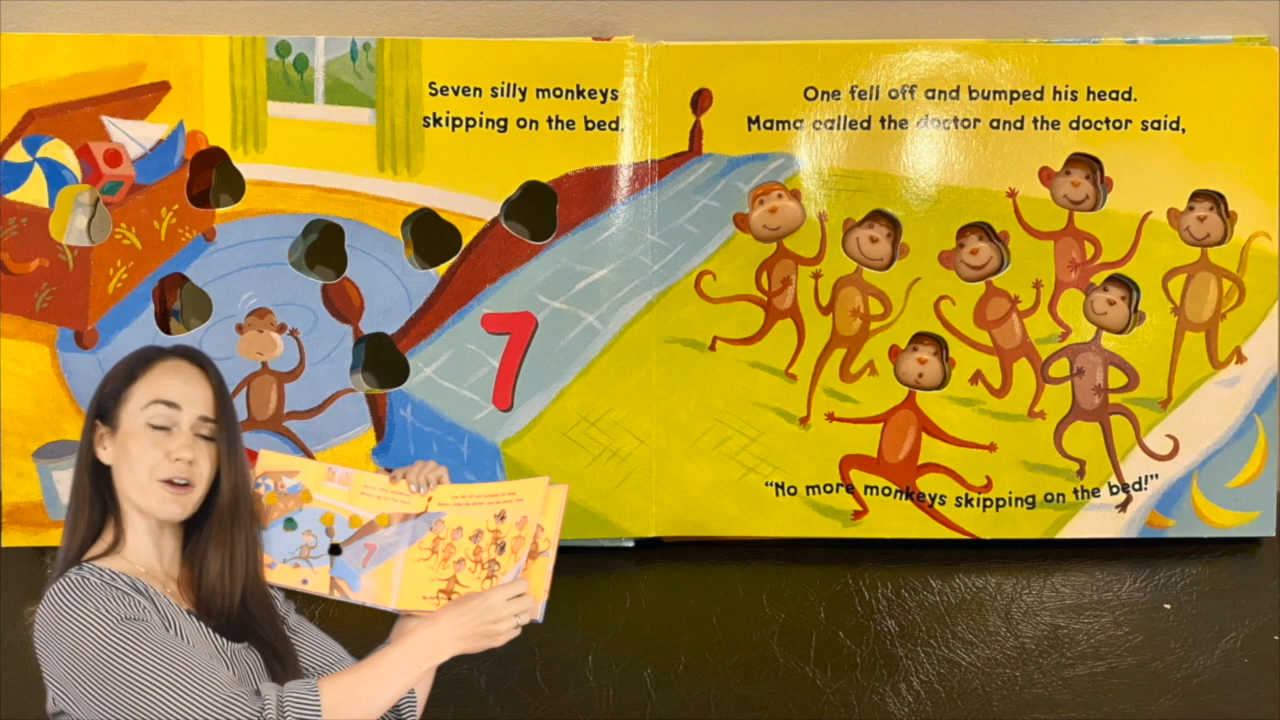 Seven silly monkeys
skipping on the bed.
7
One fell off and bumped his head.
Mama called the doctor and the doctor said,
“No more monkeys skipping on the bed!”